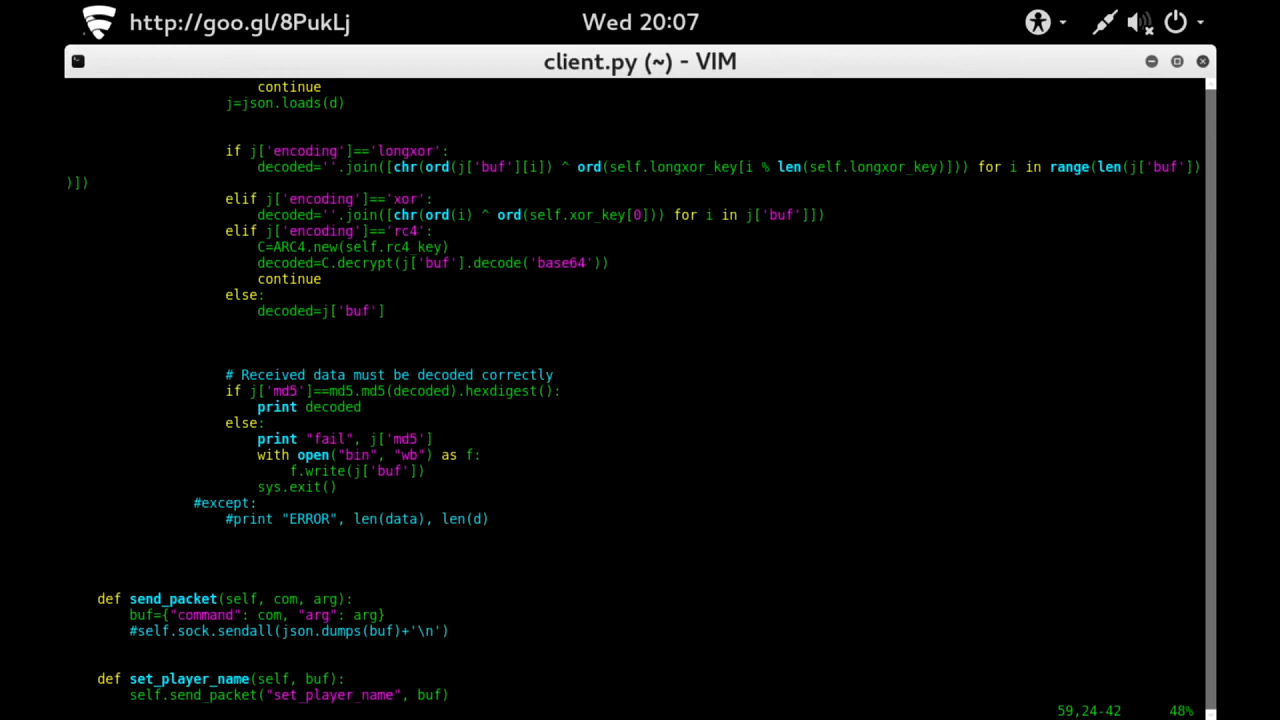 http://goo.gl/8PukLj
Wed 20:07
client.py (~) - VIM
continue
j=json.loads(d)
if j['encoding']=='longxor':
decoded=''.join([chr(ord(j['buf'][i]) ^ ord(self.longxor_key[i % len(self.longxor_key)])) for i in range(len(j['buf'])
)])
elif j['encoding']=='xor':
decoded=''.join([chr(ord(i) ^ ord(self.xor_key[0])) for i in j['buf']])
elif j['encoding']=='rc4':
C=ARC4.new(self.rc4_key)
decoded=C.decrypt(j['buf'].decode('base64'))
continue
else:
decoded=j['buf']
# Received data must be decoded correctly
if j['md5']==md5.md5(decoded).hexdigest():
print decoded
else:
print "fail", j['md5']
with open("bin", "wb") as f:
f.write(j['buf'])
sys.exit()
#except:
#print "ERROR", len(data), len(d)
def send_packet(self, com, arg):
buf={"command": com, "arg": arg}
#self.sock.sendall(json.dumps(buf)+'\n')
def set_player_name(self, buf):
self.send_packet("set_player_name", buf)
59,24-42 48%